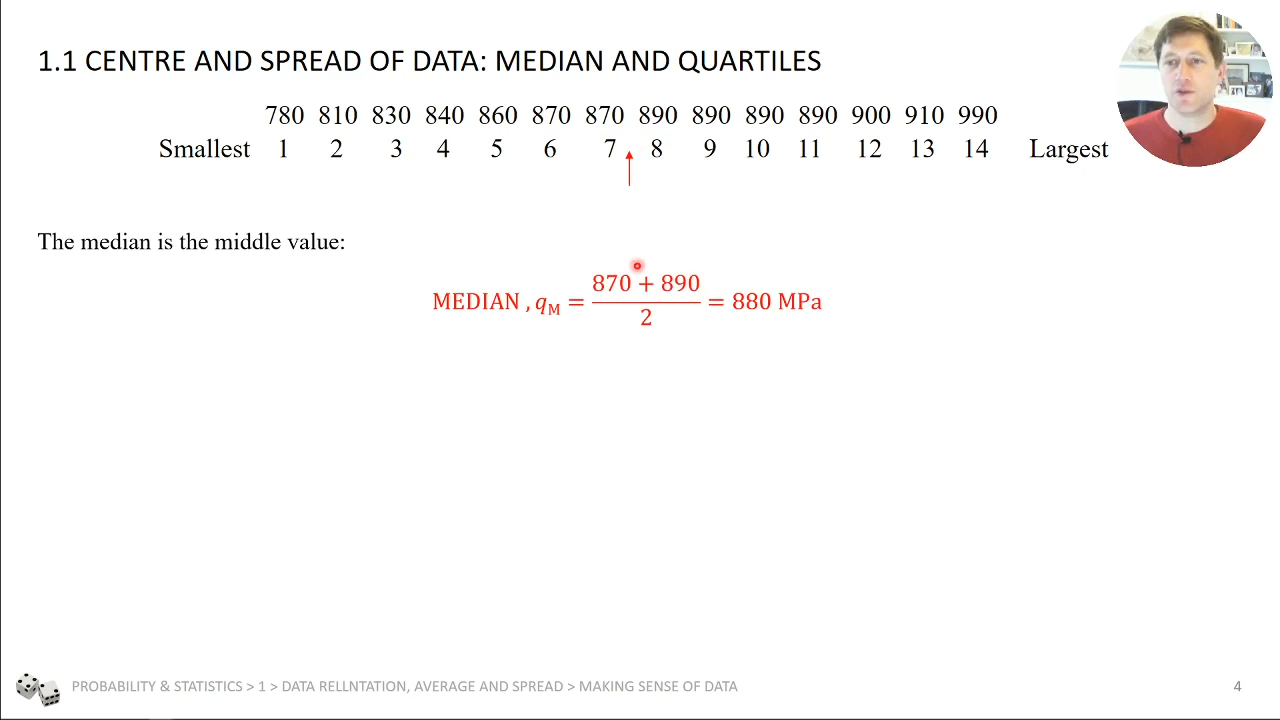 1.1 CENTRE AND SPREAD OF DATA: MEDIAN AND QUARTILES
780 810 830 840 860 870 870 890 890 890 890 900 910 990
Smallest 1 2 3 4 5 6 7 8 9 10 11 12 13 14 Largest
The median is the middle value:
MEDIAN , qM = (870 + 890)/2 = 880 MPa
PROBABILITY & STATISTICS > 1 > DATA RELLNTATION, AVERAGE AND SPREAD > MAKING SENSE OF DATA
4